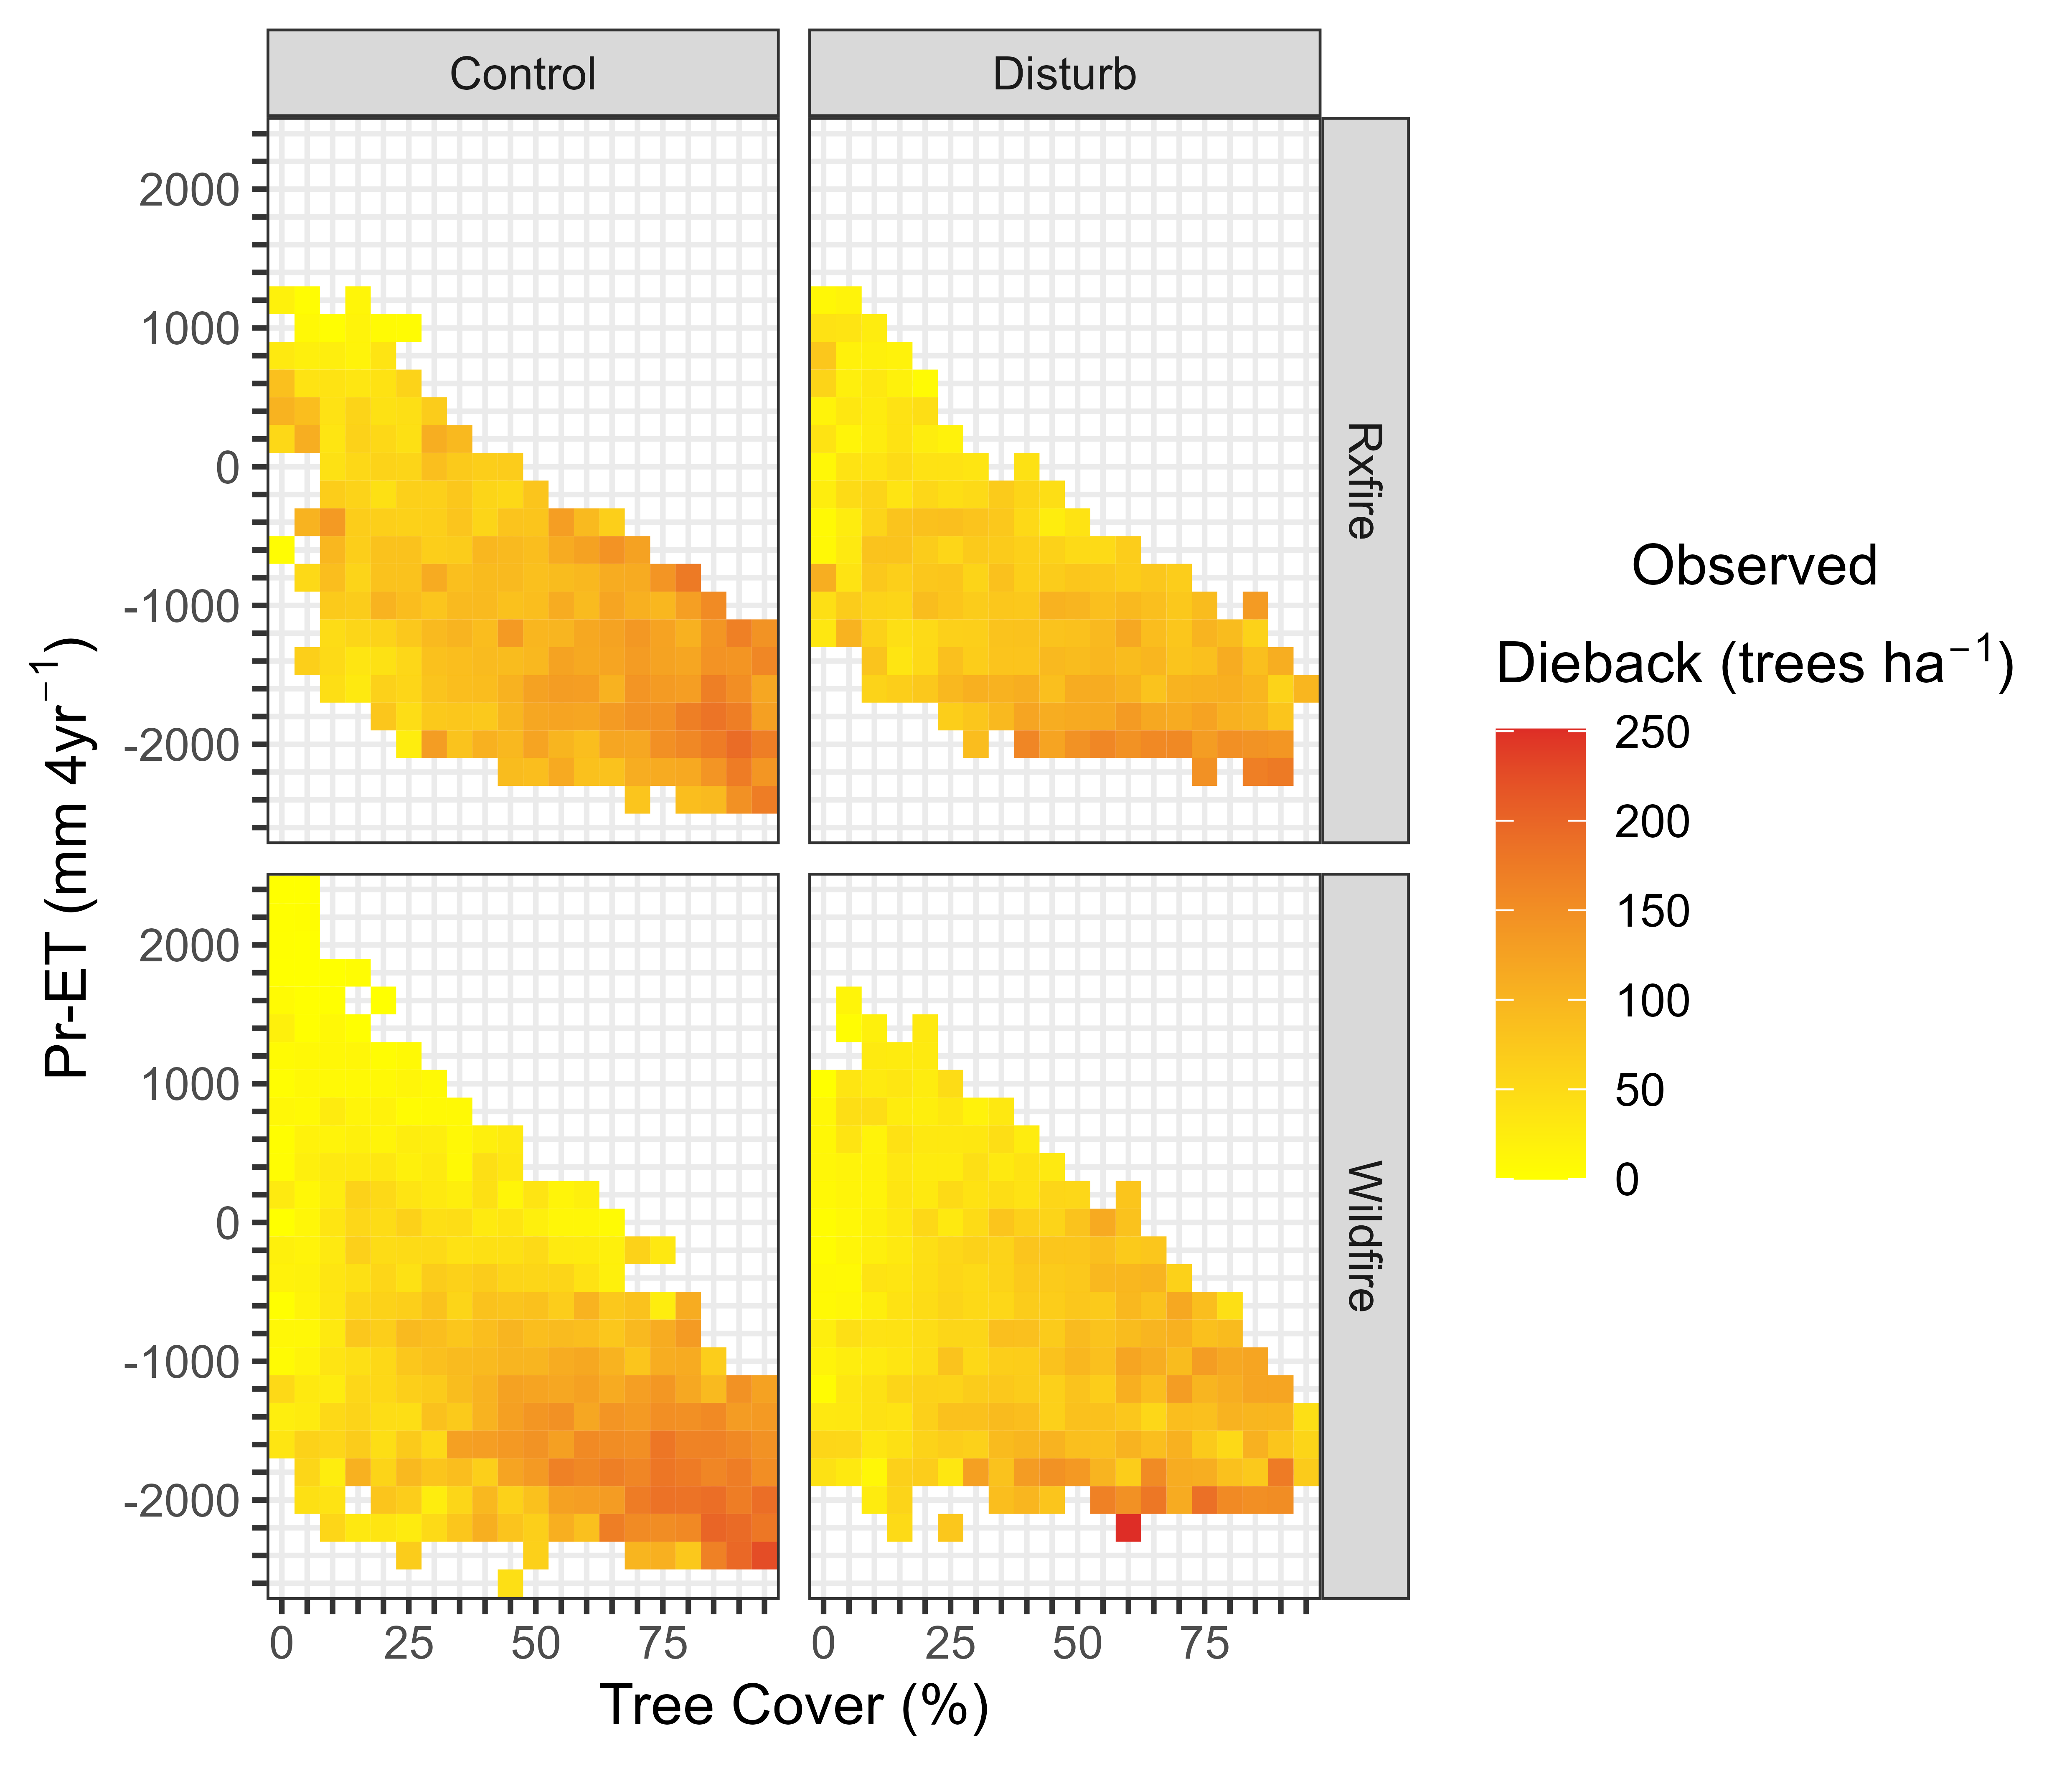 Control
Disturb
2000
1000
0
-1000
-2000
Rxfire
2000
1000
0
-1000
-2000
Wildfire
Pr-ET (mm 4yr⁻¹)
0 25 50 75
0 25 50 75
Tree Cover (%)
Observed
Dieback (trees ha⁻¹)
250
200
150
100
50
0